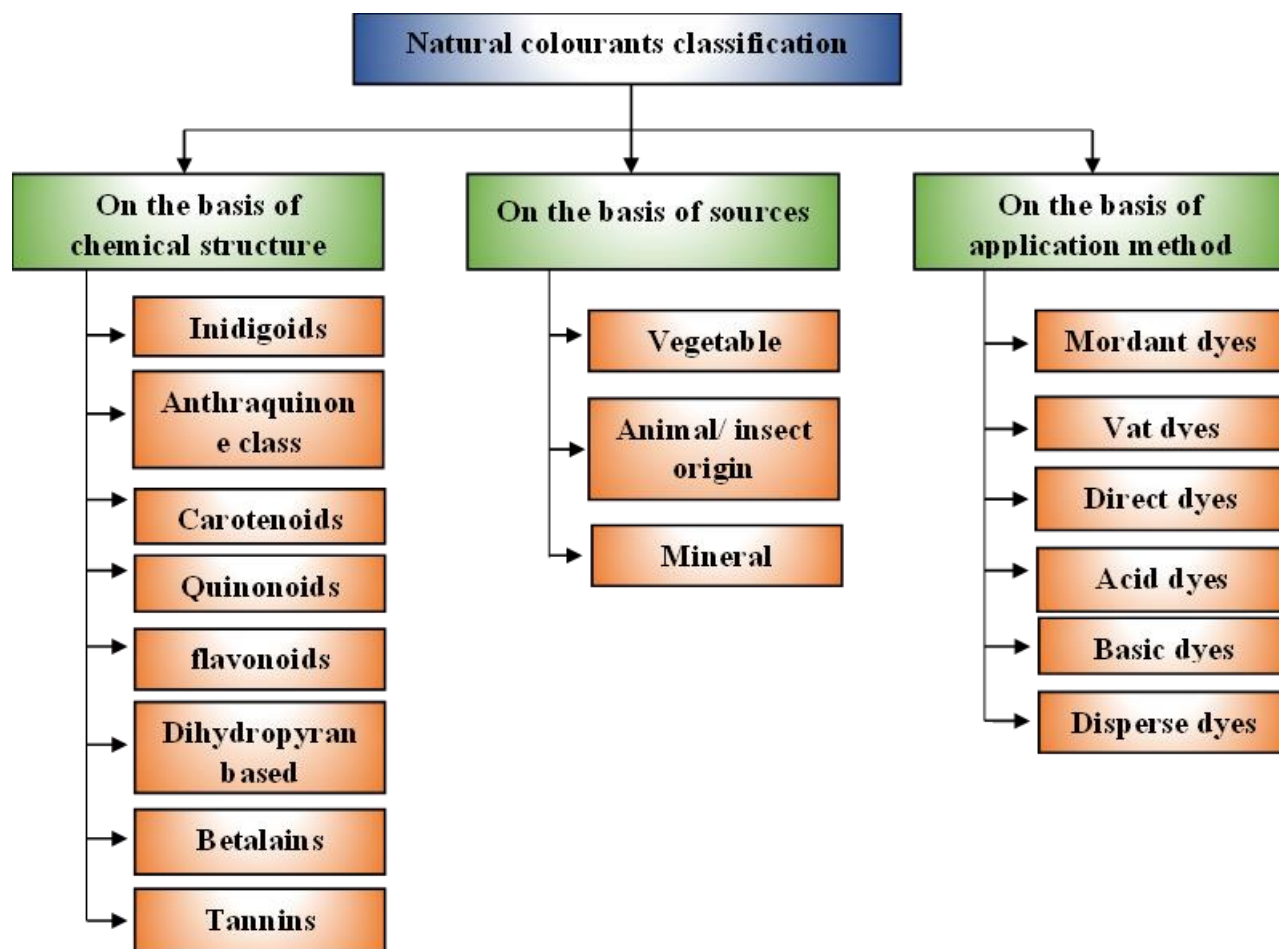 Natural colourants classification
On the basis of
chemical structure
Inidigoids
Anthraquinon
e class
Carotenoids
Quinonoids
flavonoids
Dihydropyran
based
Betalains
Tannins
On the basis of sources
Vegetable
Animal/ insect
origin
Mineral
On the basis of
application method
Mordant dyes
Vat dyes
Direct dyes
Acid dyes
Basic dyes
Disperse dyes